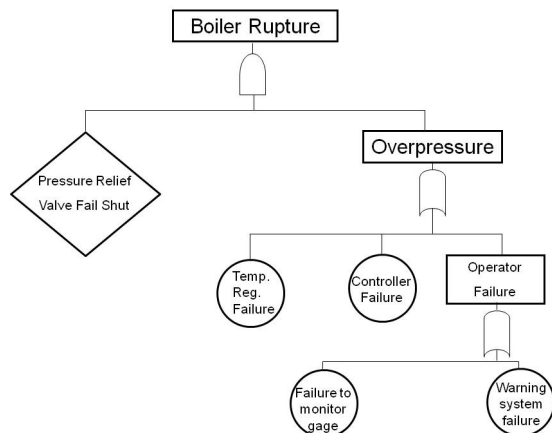 Boiler Rupture
Overpressure
Pressure Relief
Valve Fail Shut
Temp.
Reg.
Failure
Controller
Failure
Operator
Failure
Failure to
monitor
gage
Warning
system
failure